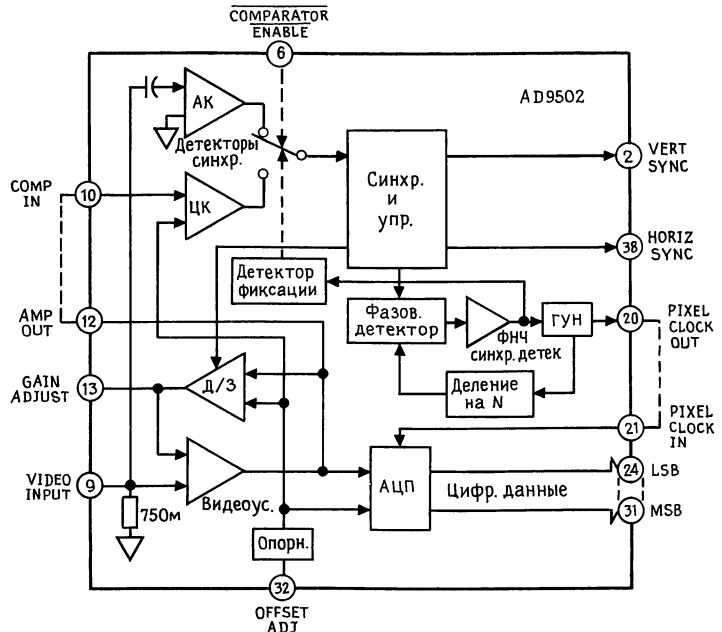 COMPARATOR
ENABLE
6
AD9502
АК
Детекторы
синхр.
2
VERT
SYNC
COMP
IN
10
ЦК
Синхр.
и
упр.
38
HORIZ
SYNC
Детектор
фиксации
AMP
OUT
12
Фазов.
детектор
ФНЧ
синхр. детек
ГУН
20
PIXEL
CLOCK
OUT
GAIN
ADJUST
13
Д/З
Деление
на N
21
PIXEL
CLOCK
IN
VIDEO
INPUT
9
Видеоус.
АЦП
Цифр. данные
24
LSB
31
MSB
750м
Опорн.
32
OFFSET
ADJ